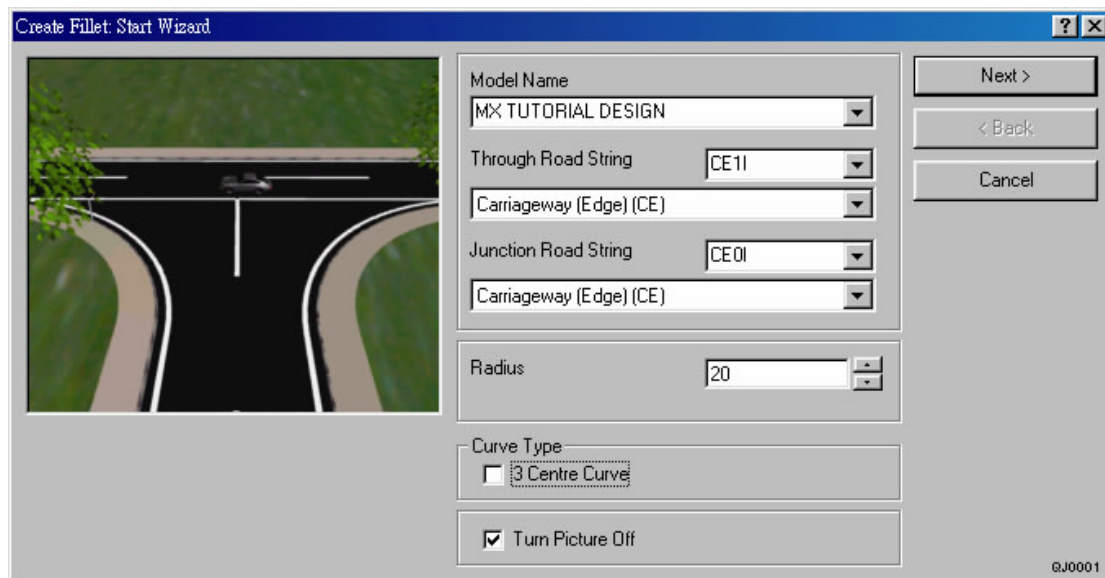 Create Fillet: Start Wizard
Model Name
MX TUTORIAL DESIGN
Through Road String
CE1I
Carriageway (Edge) (CE)
Junction Road String
CE0I
Carriageway (Edge) (CE)
Radius
20
Curve Type
3 Centre Curve
Turn Picture Off
Next >
< Back
Cancel
QJ0001